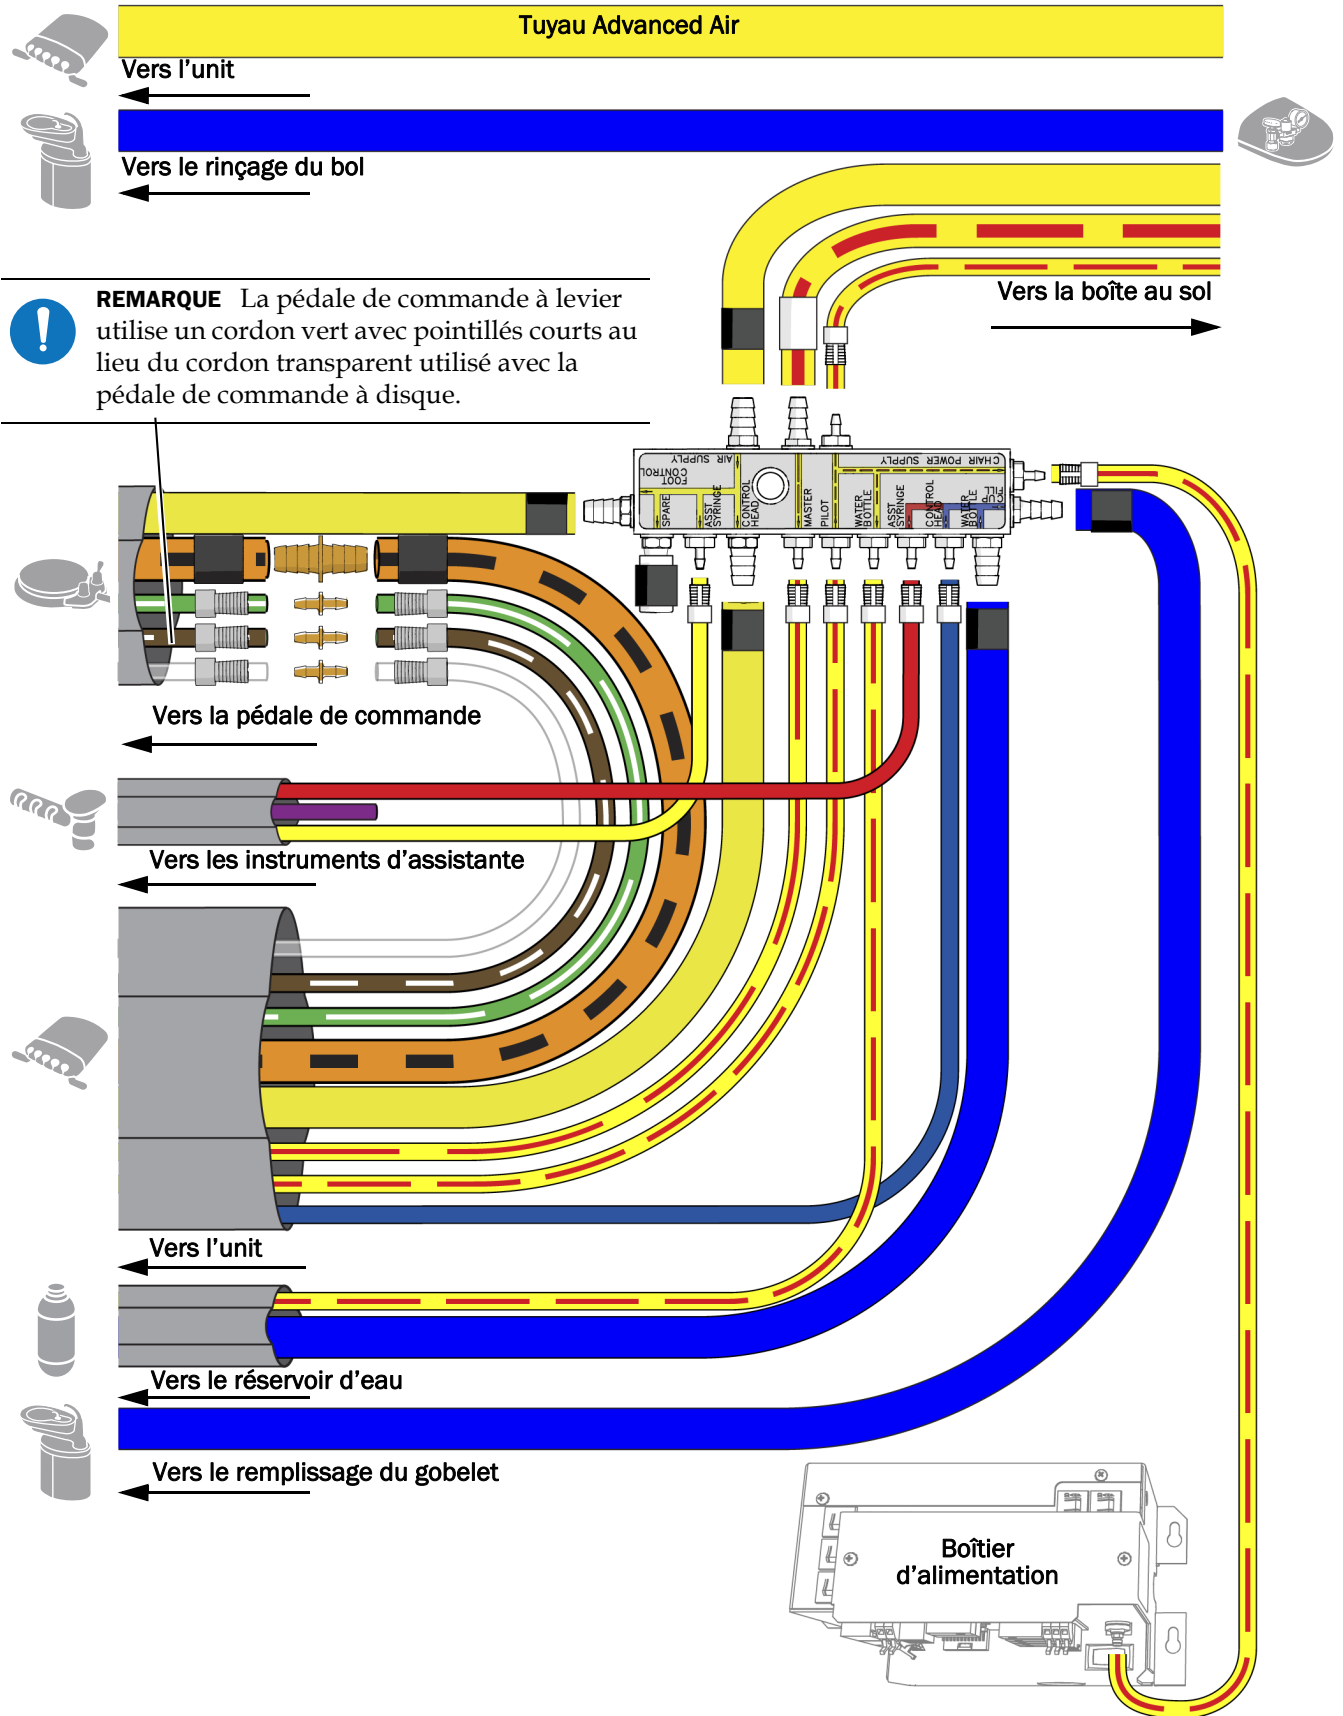 Tuyau Advanced Air
Vers l'unit
Vers le rinçage du bol
Vers la boîte au sol
REMARQUE La pédale de commande à levier
utilise un cordon vert avec pointillés courts au
lieu du cordon transparent utilisé avec la
pédale de commande à disque.
AIR SUPPLY
CHAIR POWER SUPPLY
FOOT
CONTROL
SPARE
ASST
SYRINGE
CONTROL
HEAD
MASTER
PILOT
WATER
BOTTLE
ASST
SYRINGE
CONTROL
HEAD
WATER
BOTTLE
CUP
FILL
Vers la pédale de commande
Vers les instruments d'assistante
Vers l'unit
Vers le réservoir d'eau
Vers le remplissage du gobelet
Boîtier
d'alimentation